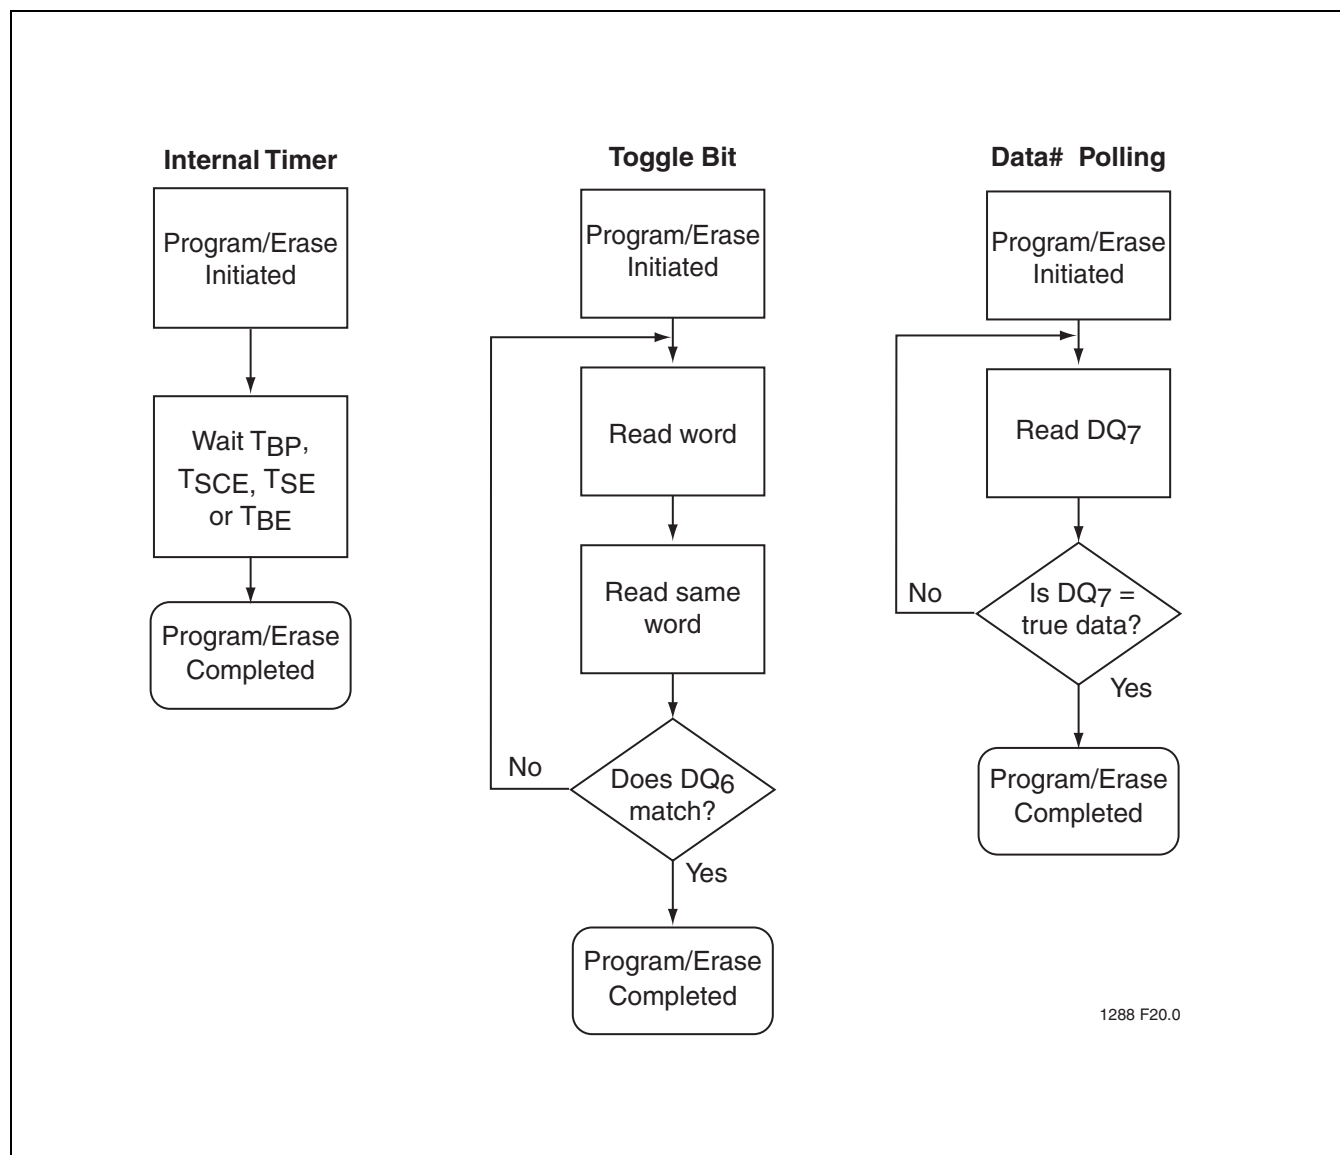 Internal Timer
Program/Erase
Initiated
Wait TBP,
TSCE, TSE
or TBE
Program/Erase
Completed
Toggle Bit
Program/Erase
Initiated
Read word
Read same
word
Does DQ6
match?
No
Yes
Program/Erase
Completed
Data# Polling
Program/Erase
Initiated
Read DQ7
Is DQ7 =
true data?
No
Yes
Program/Erase
Completed
1288 F20.0